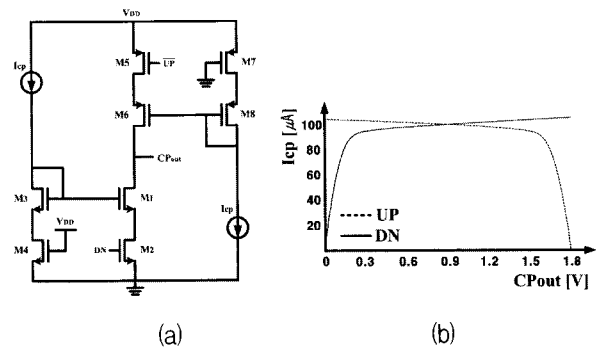 VDD
Icp
M5
UP
M7
M6
M8
CPout
M3
M1
VDD
Icp
M4
DN
M2
(a)
Icp [μA]
100
80
60
40
20
UP
DN
0
0.3
0.6
0.9
1.2
1.5
1.8
CPout [V]
(b)